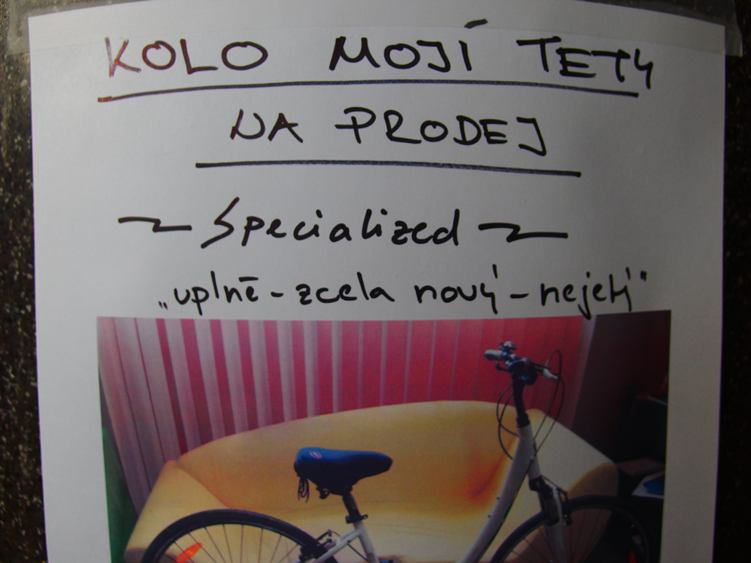 KOLO MOJÍ TETY
NA PRODEJ
~ Specialized ~
„uplně - zcela nový - nejetý"